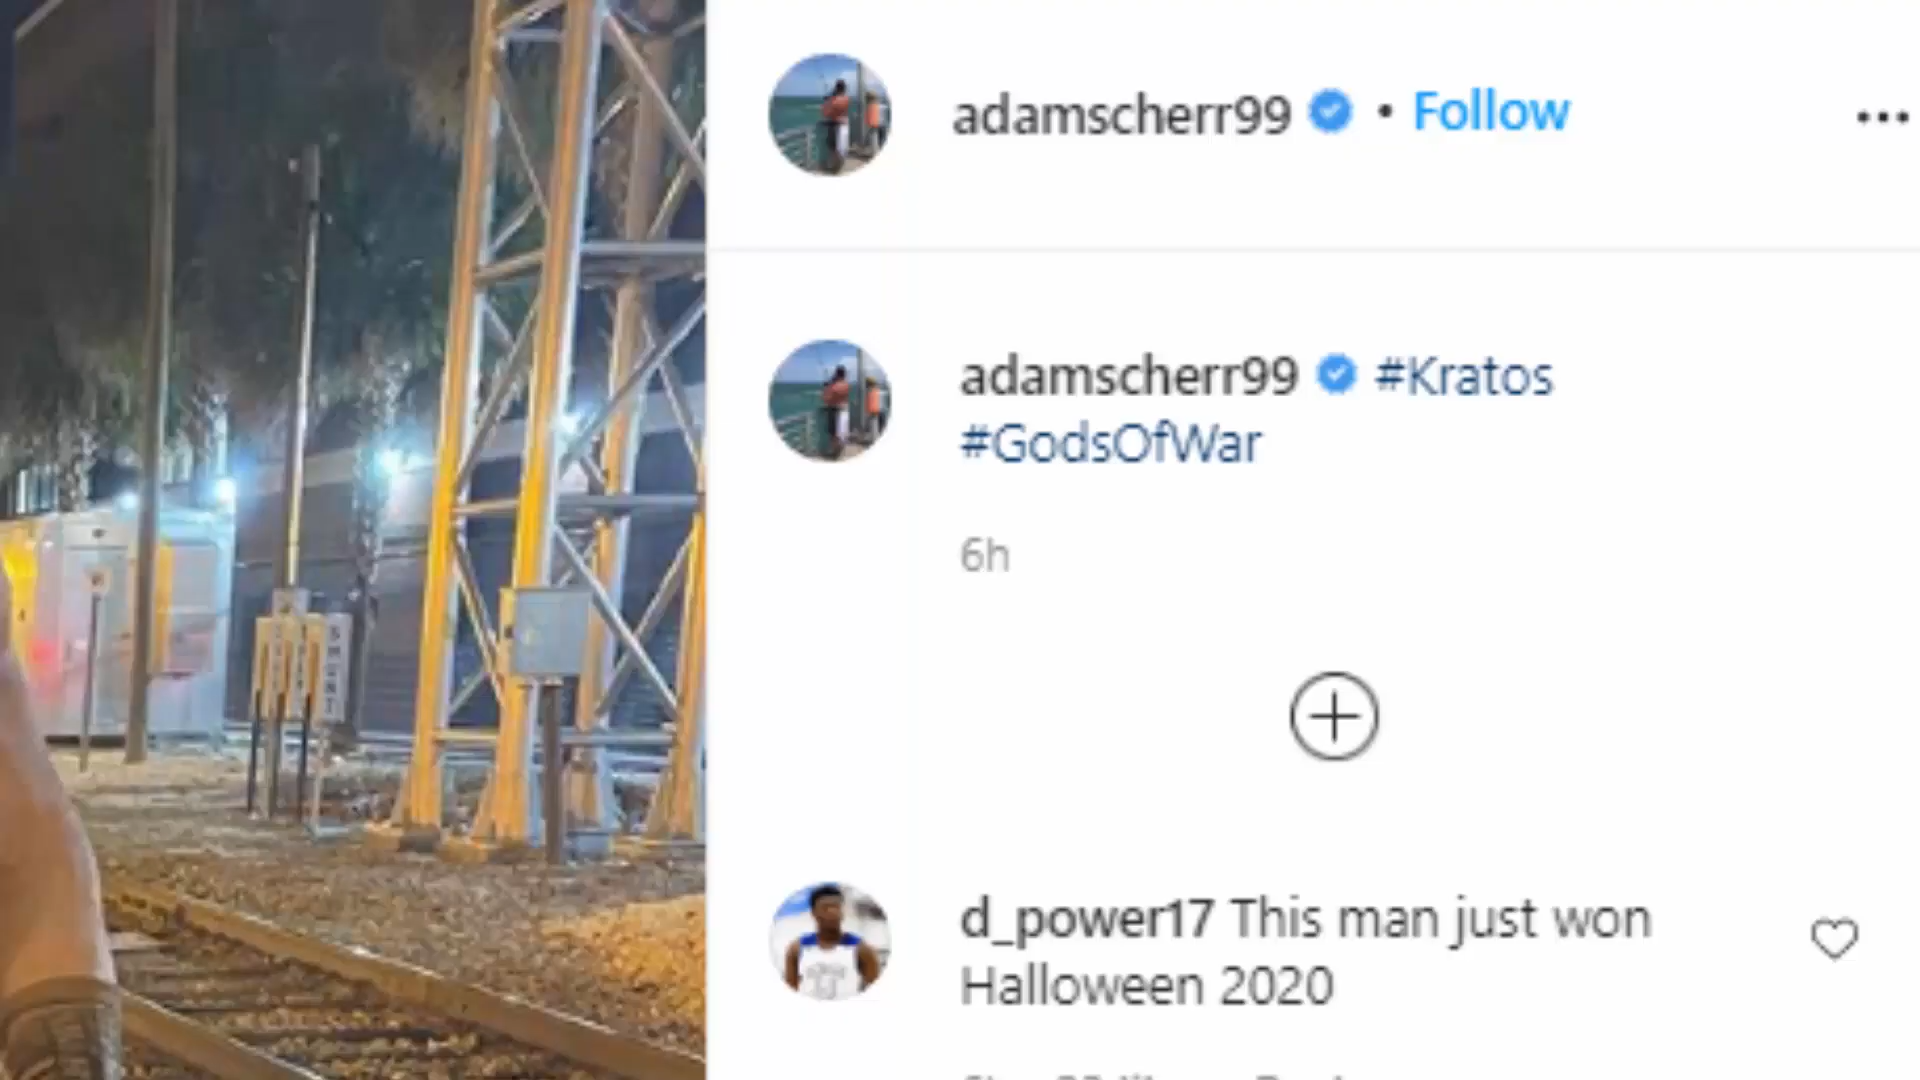 adamscherr99 • Follow
adamscherr99 #Kratos
#GodsOfWar
6h
d_power17 This man just won
Halloween 2020